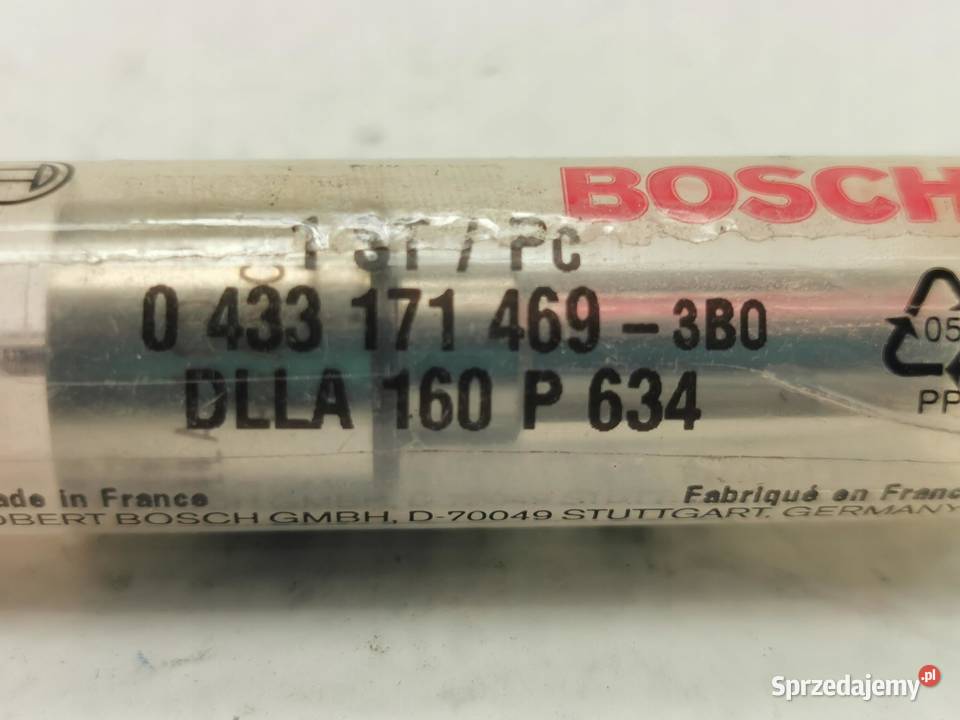 BOSCH
1 ST / Pc
0 433 171 469 - 3B0
DLLA 160 P 634
05
PP
ade in France
Fabriqué en Franc
OBERT BOSCH GMBH, D-70049 STUTTGART, GERMANY
Sprzedajemy.pl